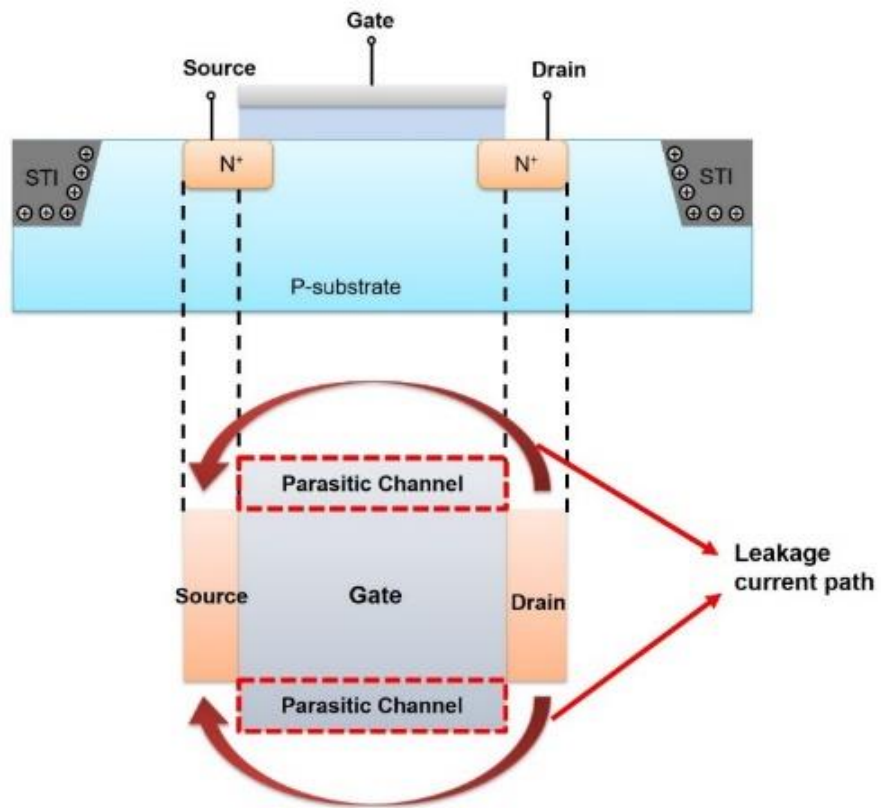 Gate
Source
Drain
STI
N⁺
N⁺
STI
P-substrate
Parasitic Channel
Source
Gate
Drain
Parasitic Channel
Leakage
current path